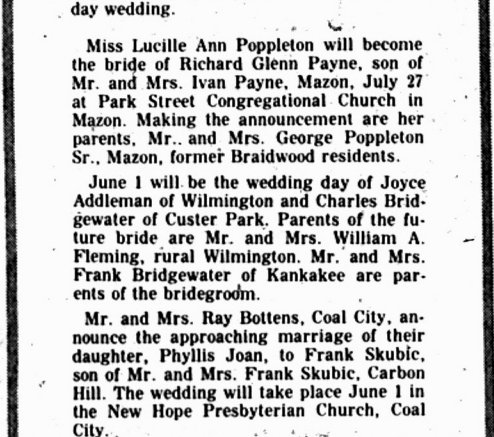 day wedding.
Miss Lucille Ann Poppleton will become
the bride of Richard Glenn Payne, son of
Mr. and Mrs. Ivan Payne, Mazon, July 27
at Park Street Congregational Church in
Mazon. Making the announcement are her
parents, Mr.. and Mrs. George Poppleton
Sr., Mazon, former Braidwood residents.
June 1 will be the wedding day of Joyce
Addleman of Wilmington and Charles Brid-
gewater of Custer Park. Parents of the fu-
ture bride are Mr. and Mrs. William A.
Fleming, rural Wilmington. Mr. and Mrs.
Frank Bridgewater of Kankakee are par-
ents of the bridegroom.
Mr. and Mrs. Ray Bottens, Coal City, an-
nounce the approaching marriage of their
daughter, Phyllis Joan, to Frank Skubic,
son of Mr. and Mrs. Frank Skubic, Carbon
Hill. The wedding will take place June 1 in
the New Hope Presbyterian Church, Coal
City.